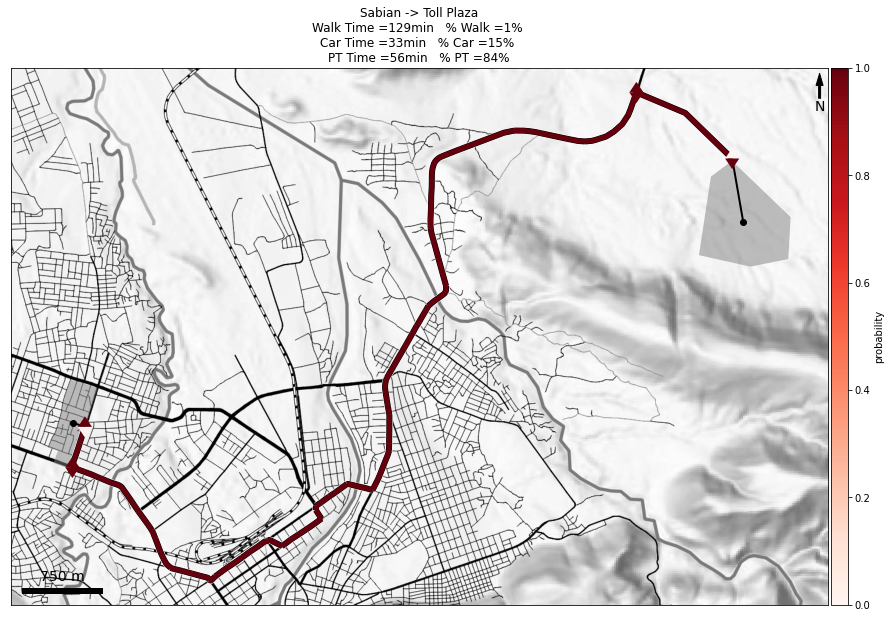 Sabian -> Toll Plaza
Walk Time =129min   % Walk =1%
Car Time =33min   % Car =15%
PT Time =56min   % PT =84%
N
750 m
1.0
0.8
0.6
0.4
0.2
0.0
probability